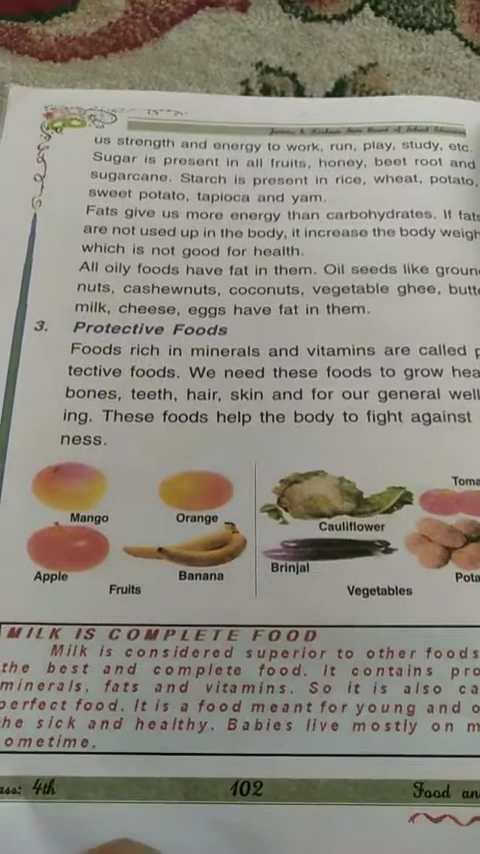 Jammu & Kashmir State Board of School Education
us strength and energy to work, run, play, study, etc.
Sugar is present in all fruits, honey, beet root and
sugarcane. Starch is present in rice, wheat, potato,
sweet potato, tapioca and yam.
Fats give us more energy than carbohydrates. If fats
are not used up in the body, it increase the body weigh
which is not good for health.
All oily foods have fat in them. Oil seeds like groun
nuts, cashewnuts, coconuts, vegetable ghee, butt
milk, cheese, eggs have fat in them.
3. Protective Foods
Foods rich in minerals and vitamins are called p
tective foods. We need these foods to grow hea
bones, teeth, hair, skin and for our general well
ing. These foods help the body to fight against
ness.
Mango Orange Cauliflower Toma
Apple Banana Brinjal Pota
Fruits Vegetables
MILK IS COMPLETE FOOD
Milk is considered superior to other foods
the best and complete food. It contains pro
minerals, fats and vitamins. So it is also ca
perfect food. It is a food meant for young and o
he sick and healthy. Babies live mostly on m
ometime.
ass: 4th 102 Food an